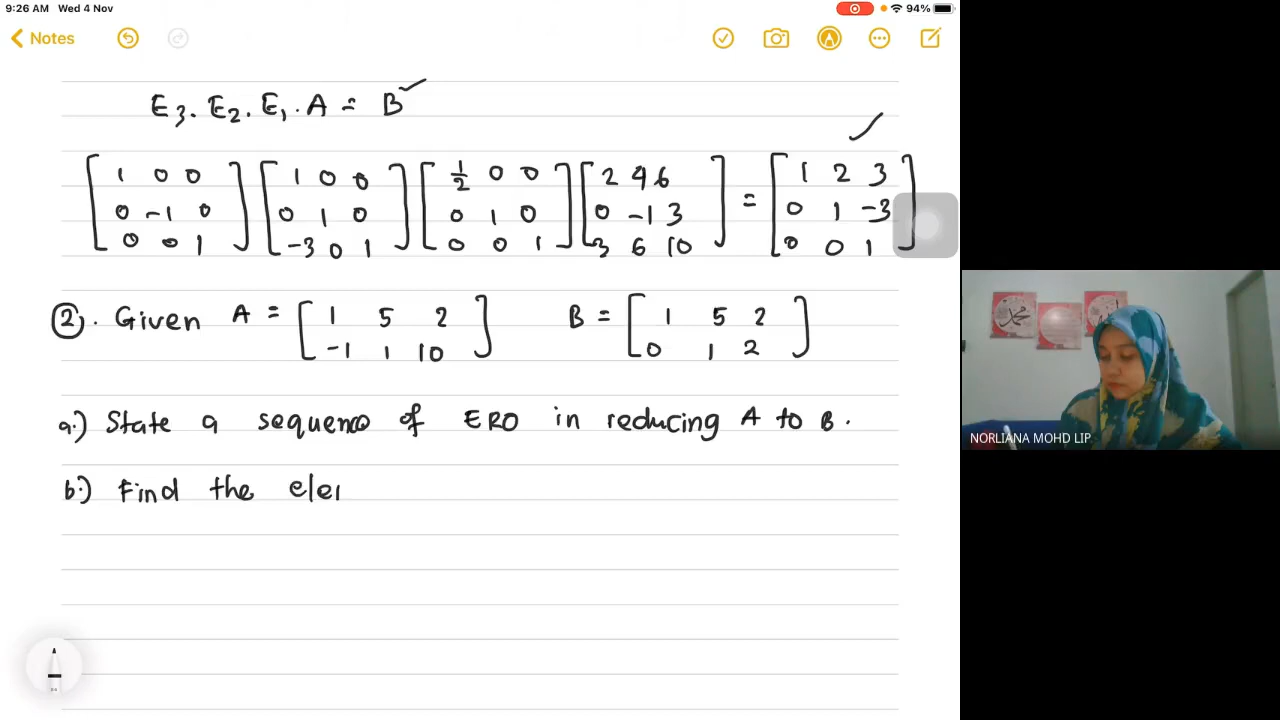 9:26 AM Wed 4 Nov
94%
Notes
E3. E2. E1. A = B ✓
[1 0 0 [1 0 0 [1/2 0 0 [2 4 6 [1 2 3
0 -1 0 0 1 0 0 1 0 0 -1 3 = 0 1 -3
0 0 1] -3 0 1] 0 0 1] 3 6 10] 0 0 1] ✓
②. Given A = [1 5 2 B = [1 5 2
-1 1 10] 0 1 2]
a.) State a sequence of ERO in reducing A to B.
b.) Find the eler
NORLIANA MOHD LIP